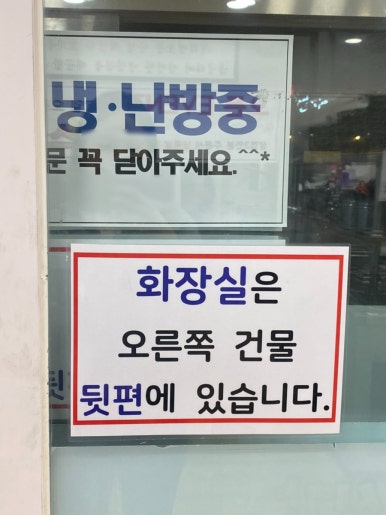 냉·난방중
문 꼭 닫아주세요.^^*
화장실은
오른쪽 건물
뒷편에 있습니다.